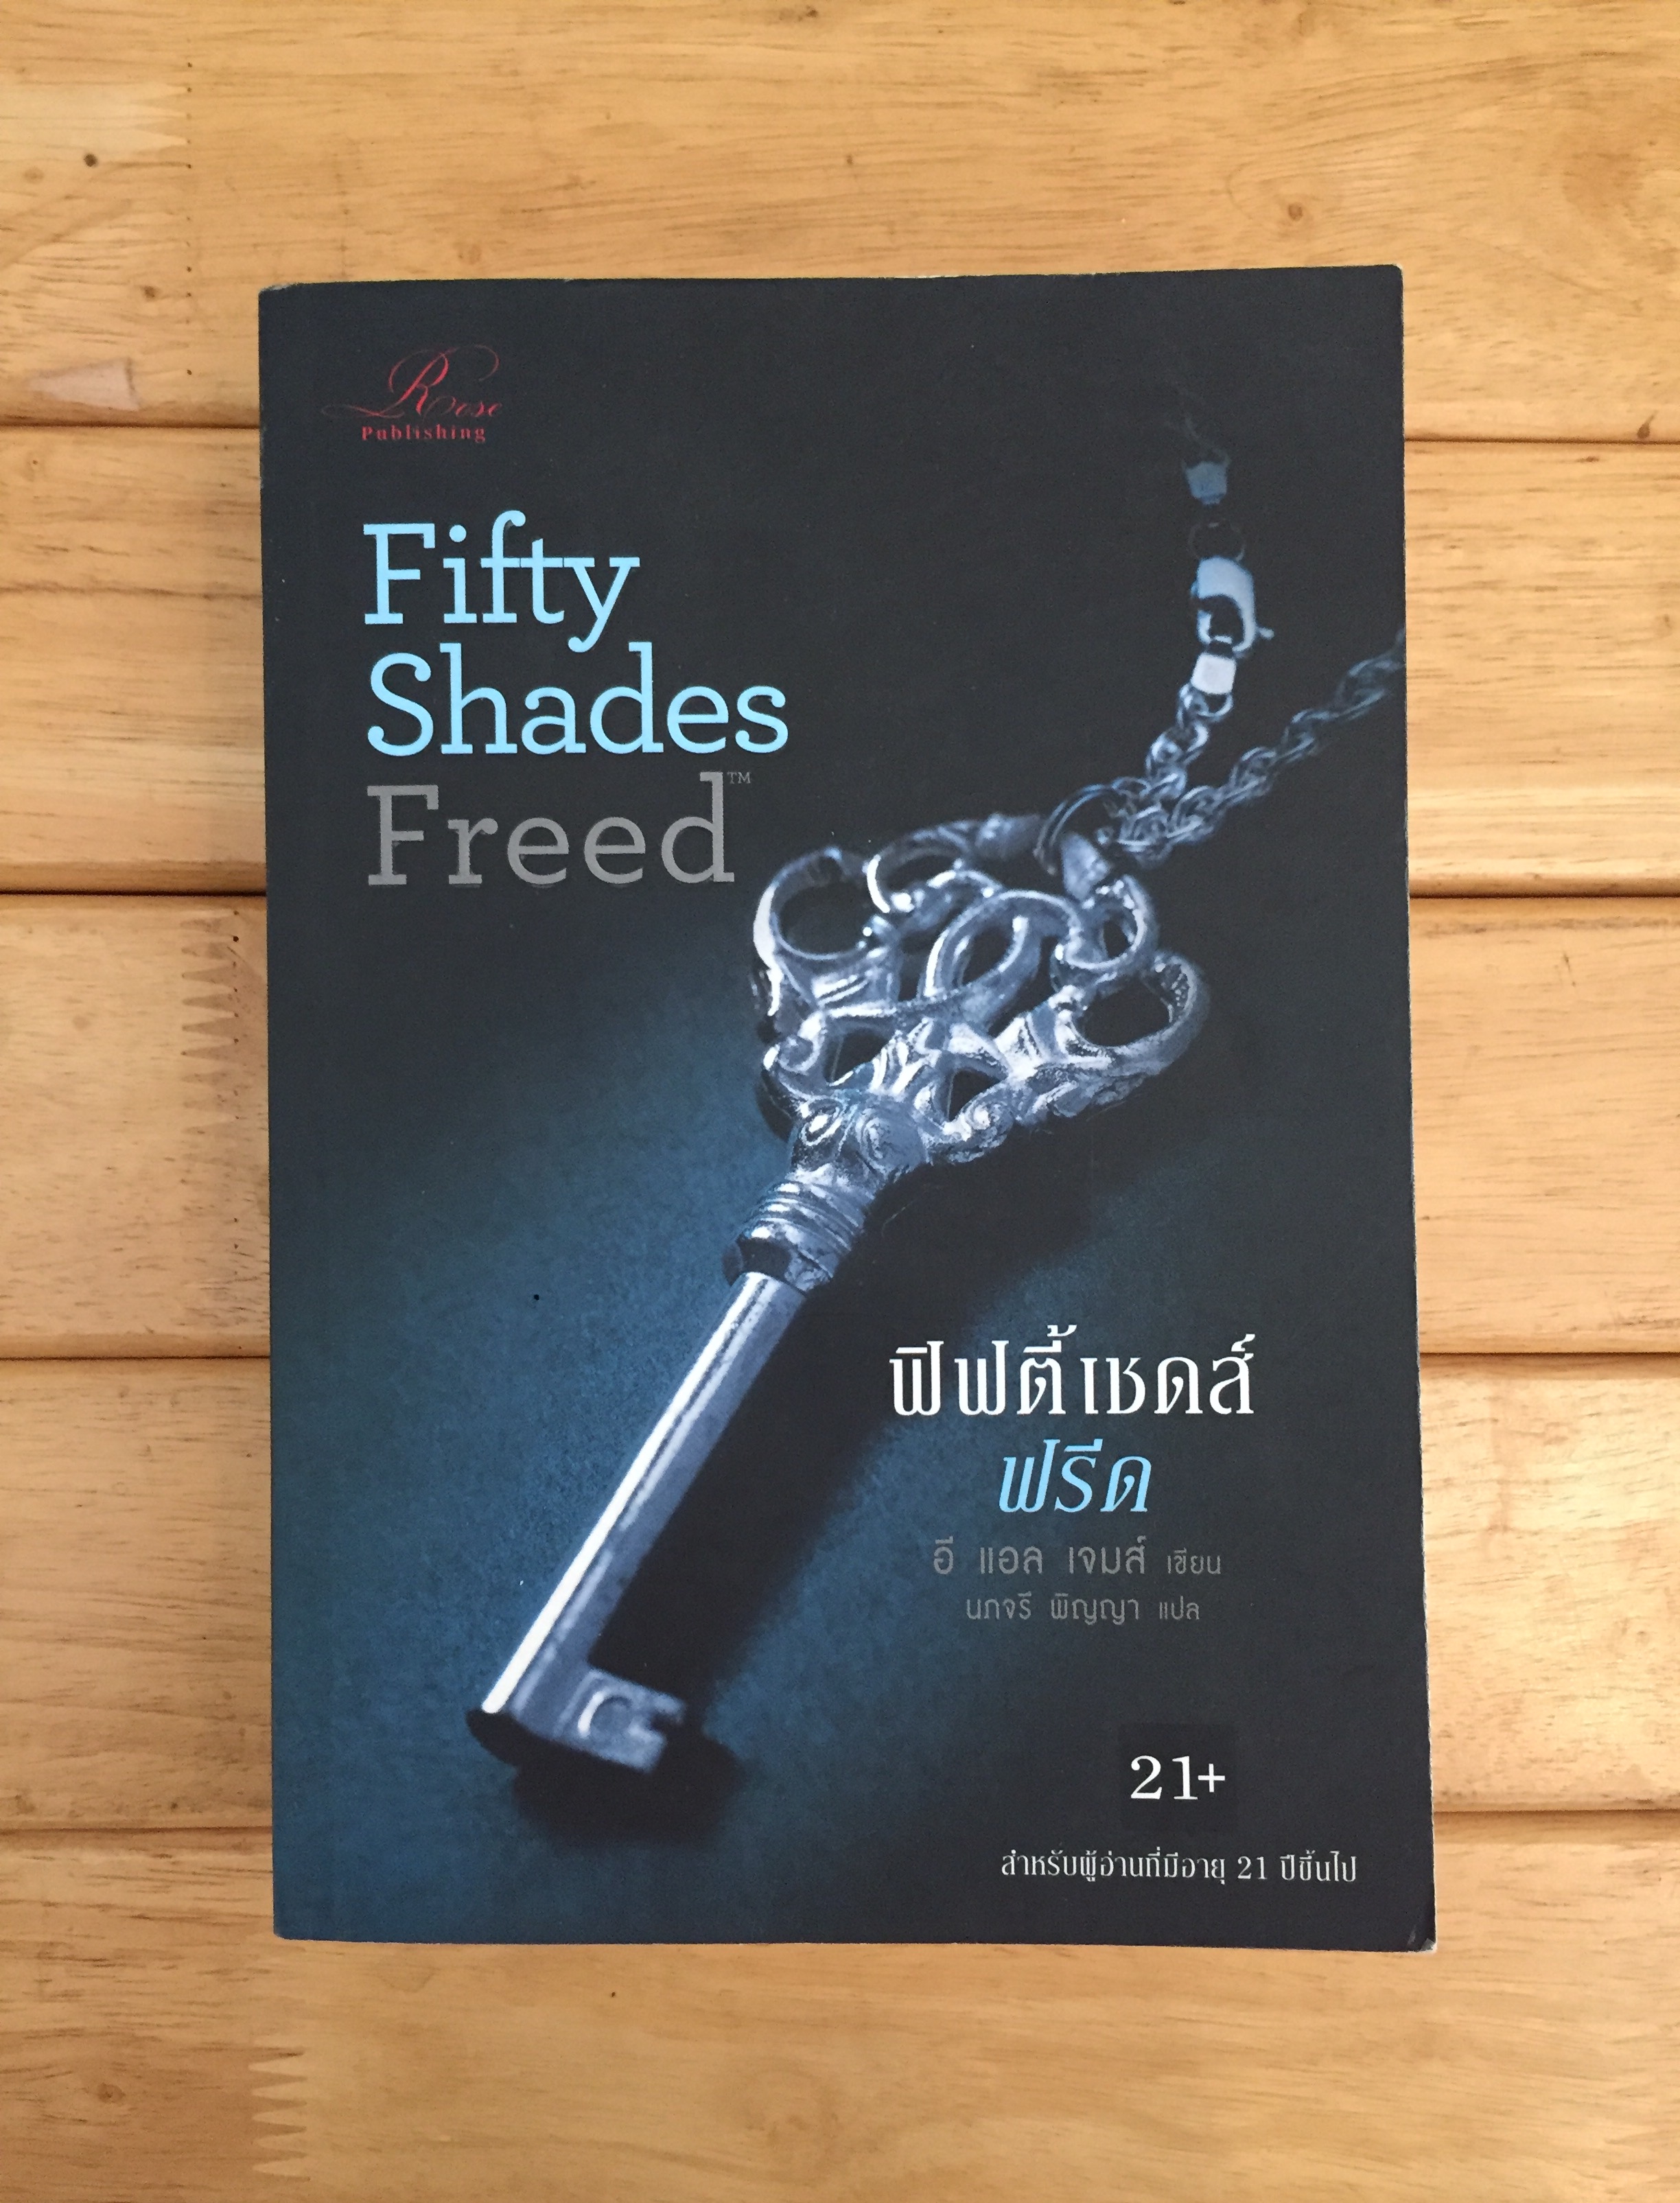 Rose
Publishing
Fifty
Shades
Freed™
ฟิฟตี้เชดส์
ฟรีด
อี แอล เจมส์ เขียน
นภจรี พิญญา แปล
21+
สำหรับผู้อ่านที่มีอายุ 21 ปีขึ้นไป